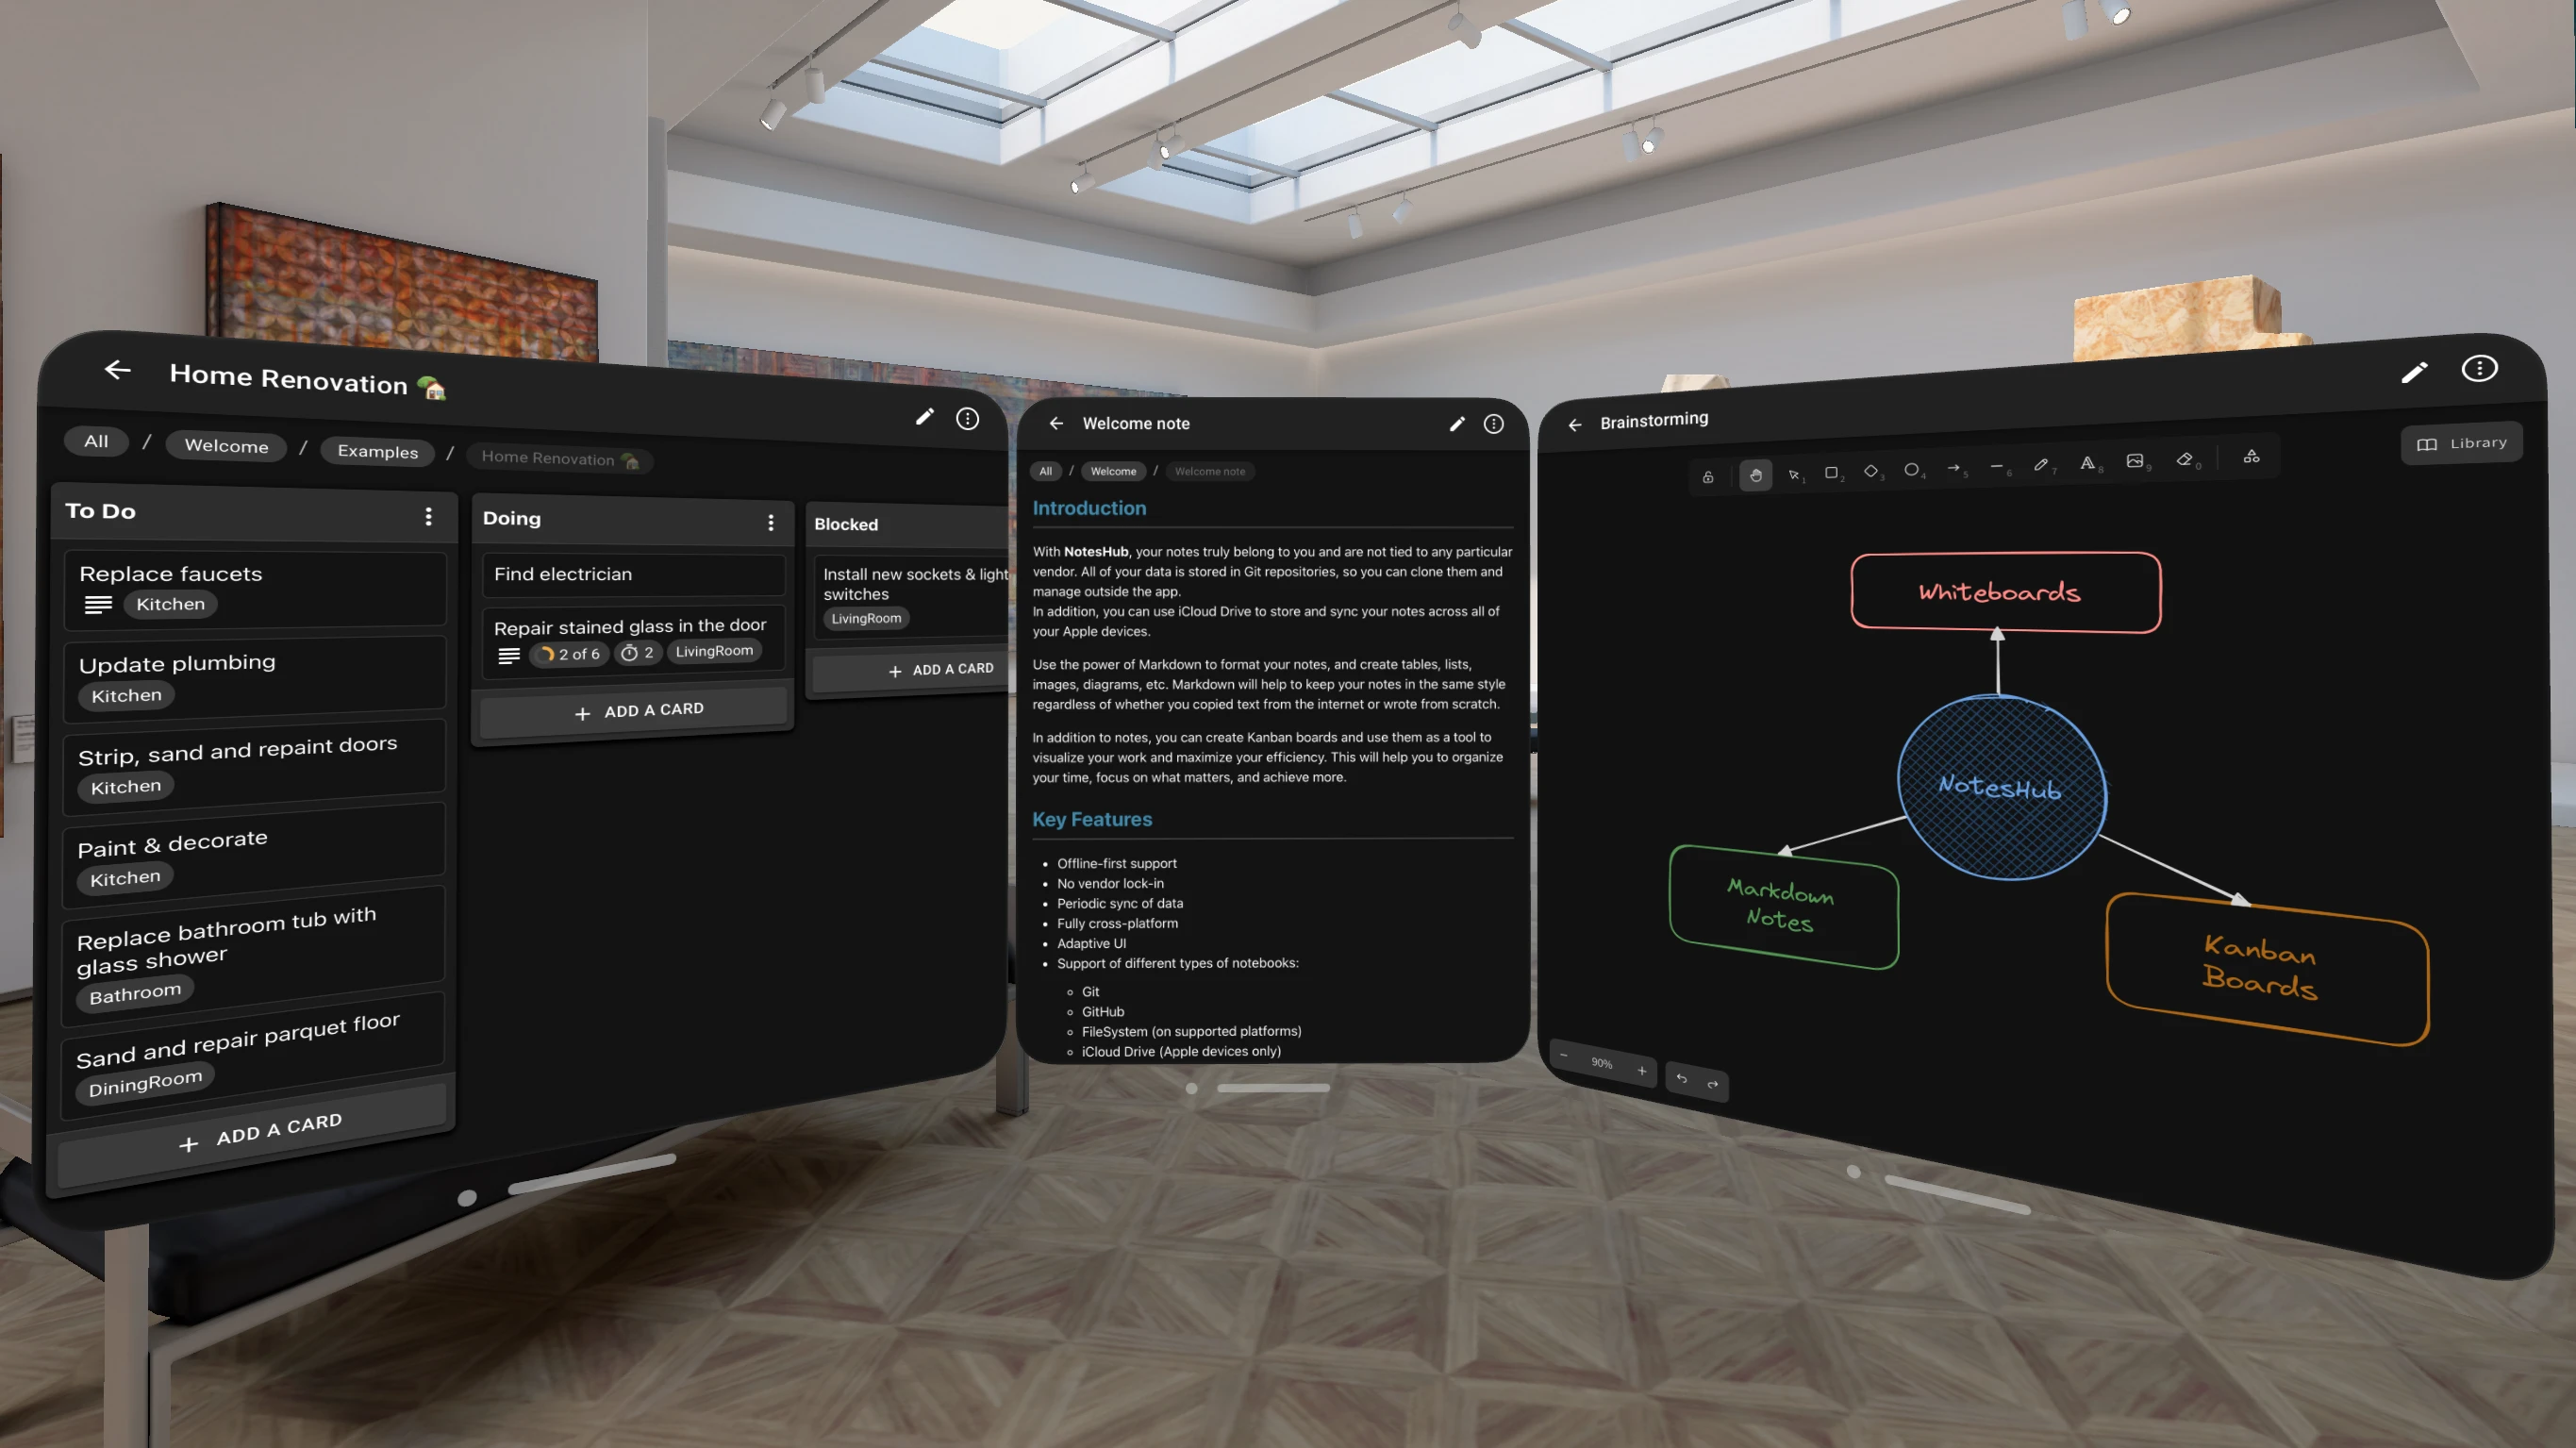 Home Renovation 🏡
All / Welcome / Examples / Home Renovation 🏡
To Do
Replace faucets
Kitchen
Update plumbing
Kitchen
Strip, sand and repaint doors
Kitchen
Paint & decorate
Kitchen
Replace bathroom tub with
glass shower
Bathroom
Sand and repair parquet floor
DiningRoom
+ ADD A CARD
Doing
Find electrician
Repair stained glass in the door
2 of 6 2 LivingRoom
+ ADD A CARD
Blocked
Install new sockets & light
switches
LivingRoom
+ ADD A CARD
Welcome note
All / Welcome / Welcome note
Introduction
With NotesHub, your notes truly belong to you and are not tied to any particular
vendor. All of your data is stored in Git repositories, so you can clone them and
manage outside the app.
In addition, you can use iCloud Drive to store and sync your notes across all of
your Apple devices.
Use the power of Markdown to format your notes, and create tables, lists,
images, diagrams, etc. Markdown will help to keep your notes in the same style
regardless of whether you copied text from the internet or wrote from scratch.
In addition to notes, you can create Kanban boards and use them as a tool to
visualize your work and maximize your efficiency. This will help you to organize
your time, focus on what matters, and achieve more.
Key Features
• Offline-first support
• No vendor lock-in
• Periodic sync of data
• Fully cross-platform
• Adaptive UI
• Support of different types of notebooks:
◦ Git
◦ GitHub
◦ FileSystem (on supported platforms)
◦ iCloud Drive (Apple devices only)
Brainstorming
Library
1 2 3 4 5 6 7 8 9 0
Whiteboards
NotesHub
Markdown
Notes
Kanban
Boards
− 90% +